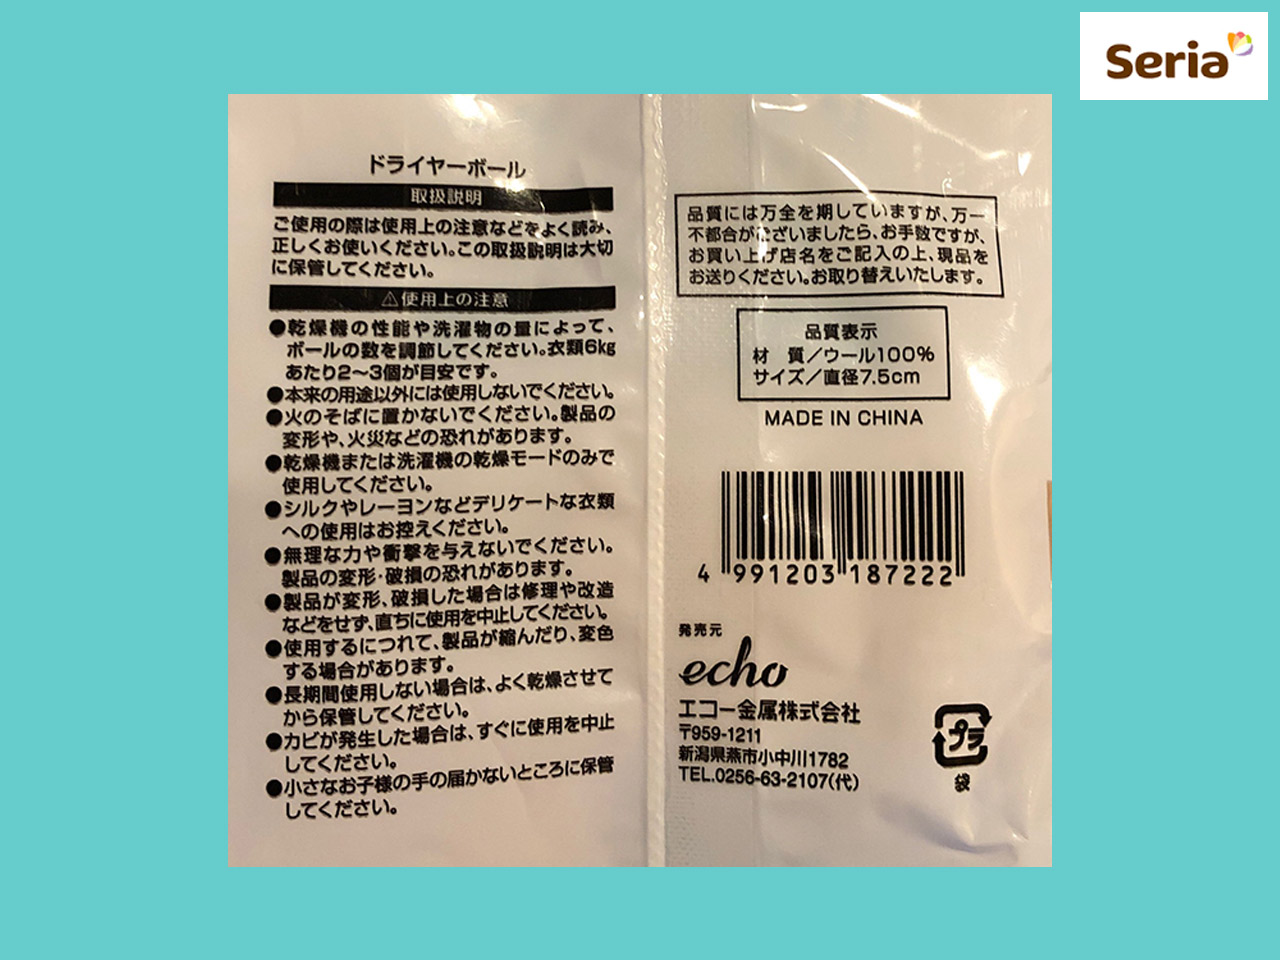 Seria
ドライヤーボール
取扱説明
ご使用の際は使用上の注意などをよく読み、
正しくお使いください。この取扱説明は大切
に保管してください。
⚠使用上の注意
●乾燥機の性能や洗濯物の量によって、
ボールの数を調節してください。衣類6kg
あたり2～3個が目安です。
●本来の用途以外には使用しないでください。
●火のそばに置かないでください。製品の
変形や、火災などの恐れがあります。
●乾燥機または洗濯機の乾燥モードのみで
使用してください。
●シルクやレーヨンなどデリケートな衣類
への使用はお控えください。
●無理な力や衝撃を与えないでください。
製品の変形・破損の恐れがあります。
●製品が変形、破損した場合は修理や改造
などをせず、直ちに使用を中止してください。
●使用するにつれて、製品が縮んだり、変色
する場合があります。
●長期間使用しない場合は、よく乾燥させて
から保管してください。
●カビが発生した場合は、すぐに使用を中止
してください。
●小さなお子様の手の届かないところに保管
してください。
品質には万全を期していますが、万一
不都合がございましたら、お手数ですが、
お買い上げ店名をご記入の上、現品を
お送りください。お取り替えいたします。
品質表示
材　質／ウール100%
サイズ／直径7.5cm
MADE IN CHINA
4 991203 187222
発売元
echo
エコー金属株式会社
〒959-1211
新潟県燕市小中川1782
TEL.0256-63-2107(代)
プラ
袋